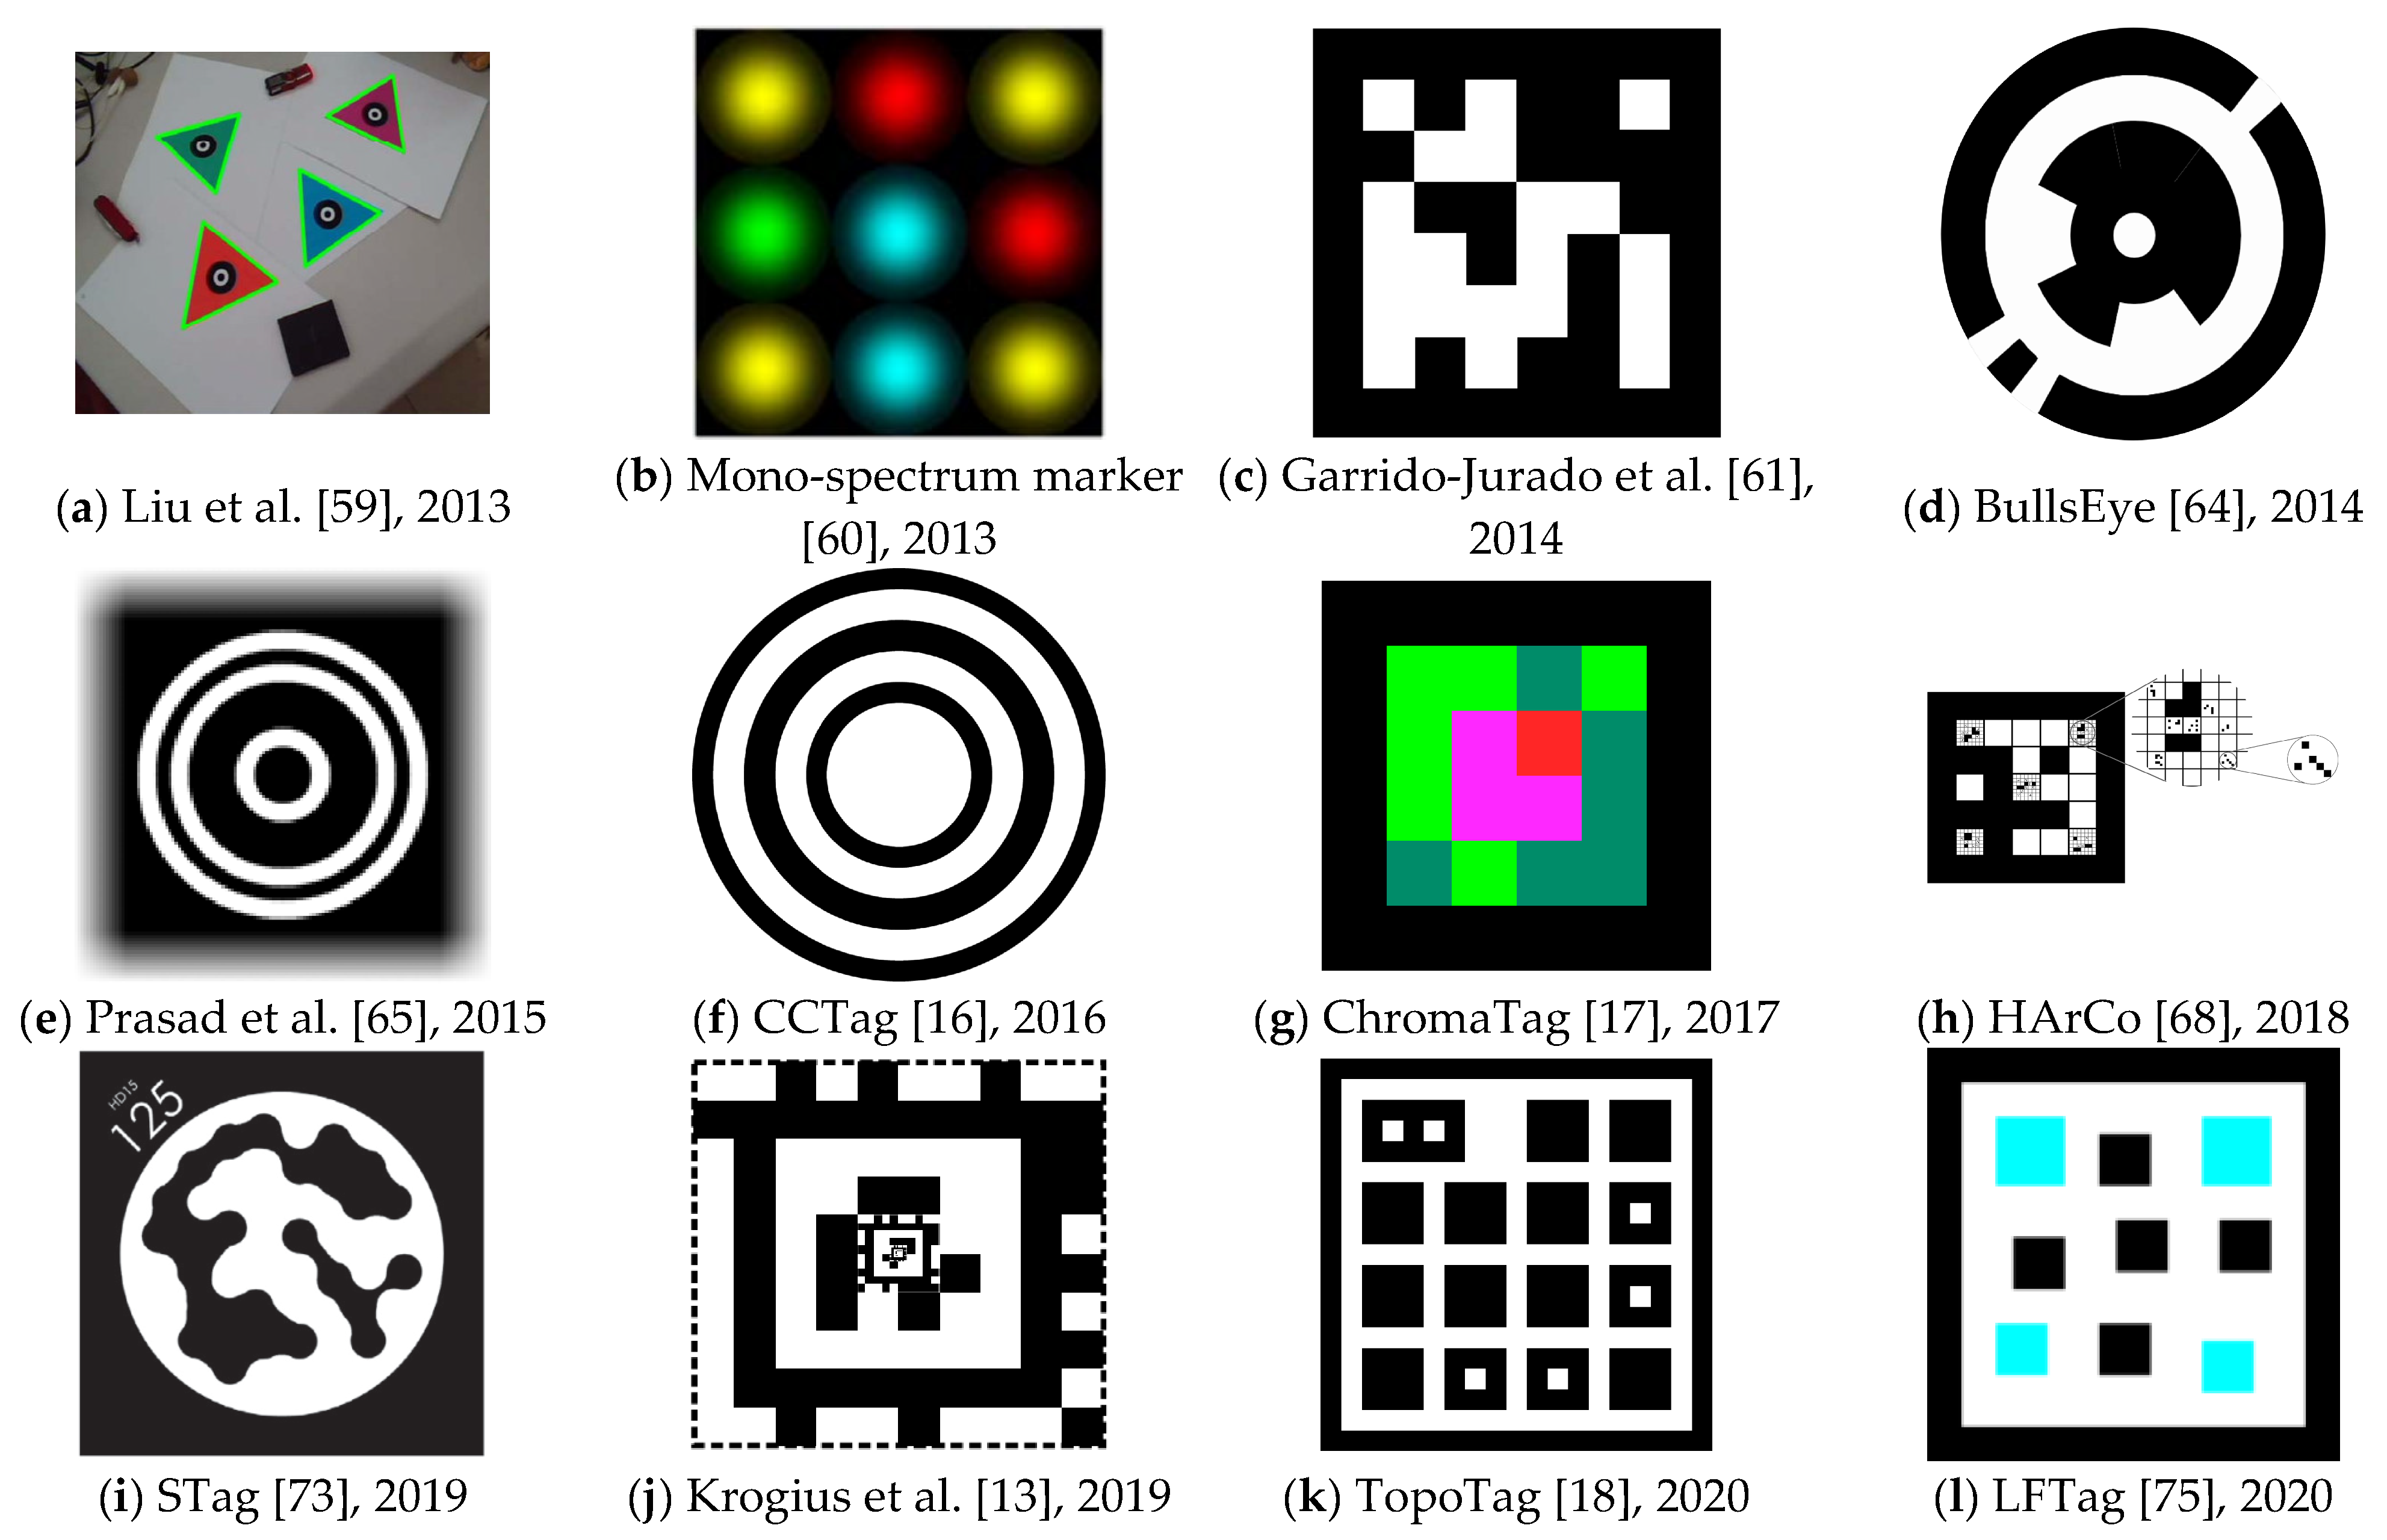 (a) Liu et al. [59], 2013
(b) Mono-spectrum marker
[60], 2013
(c) Garrido-Jurado et al. [61],
2014
(d) BullsEye [64], 2014
(e) Prasad et al. [65], 2015
(f) CCTag [16], 2016
(g) ChromaTag [17], 2017
(h) HArCo [68], 2018
HD15
125
(i) STag [73], 2019
(j) Krogius et al. [13], 2019
(k) TopoTag [18], 2020
(l) LFTag [75], 2020